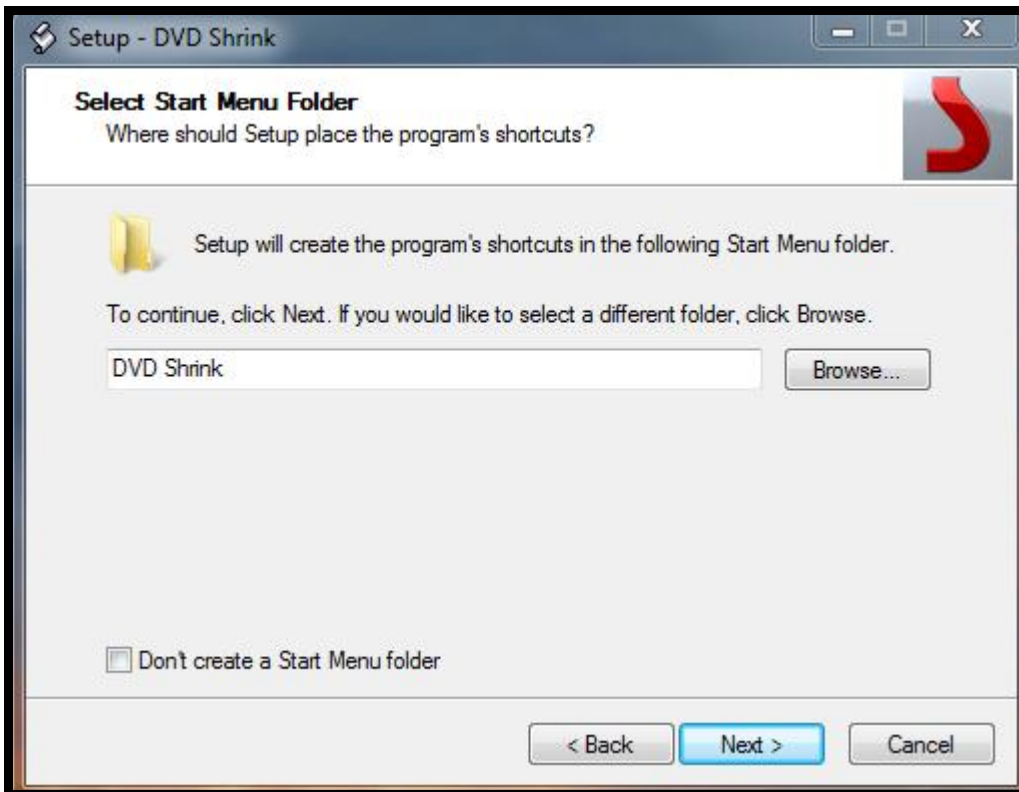 Setup - DVD Shrink
Select Start Menu Folder
Where should Setup place the program's shortcuts?
Setup will create the program's shortcuts in the following Start Menu folder.
To continue, click Next. If you would like to select a different folder, click Browse.
DVD Shrink
Browse...
Don't create a Start Menu folder
< Back
Next >
Cancel